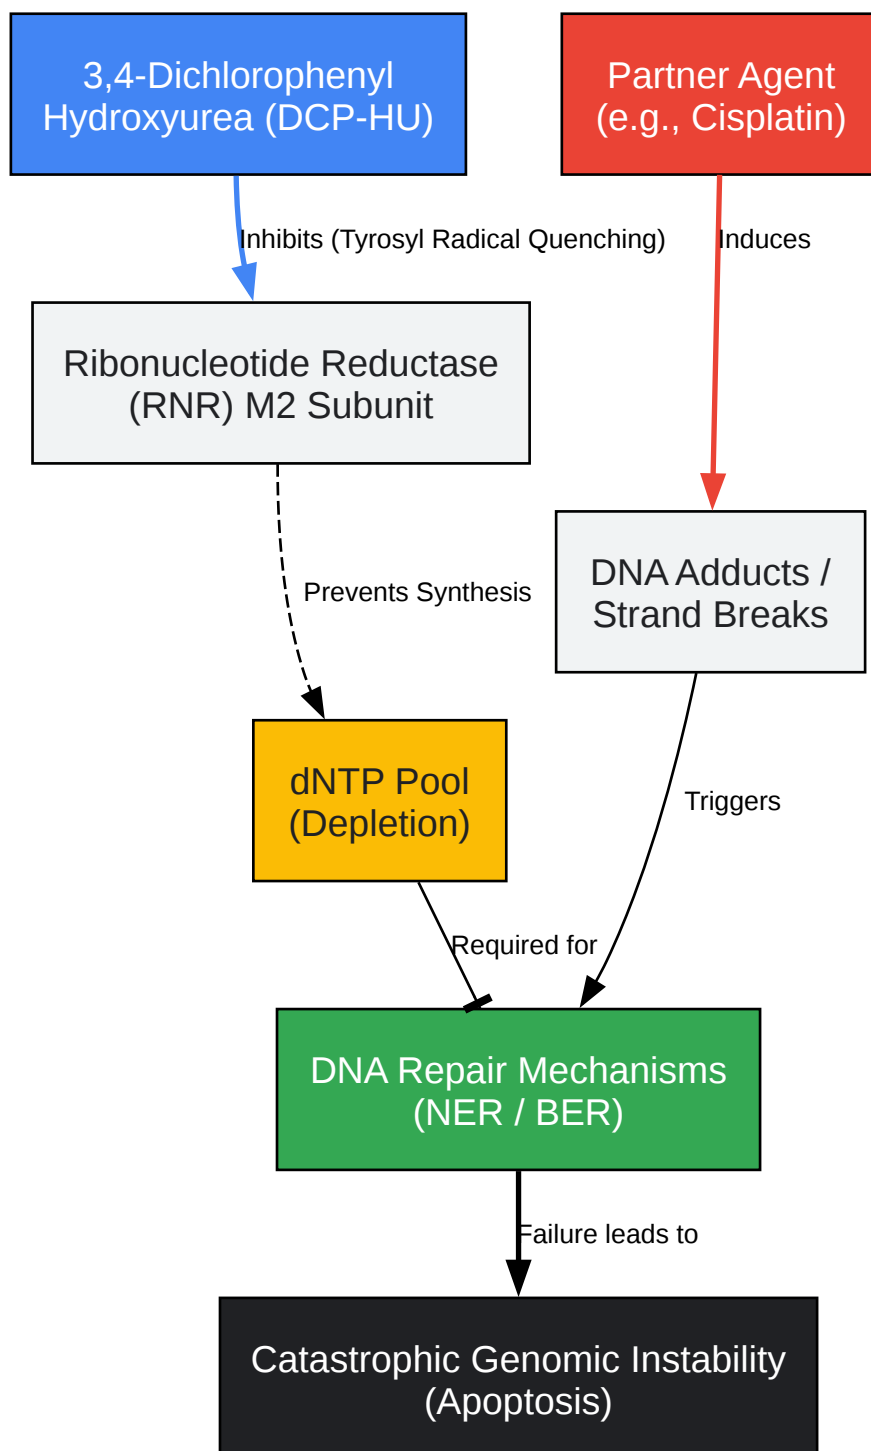 3,4-Dichlorophenyl
Hydroxyurea (DCP-HU)
Partner Agent
(e.g., Cisplatin)
Inhibits (Tyrosyl Radical Quenching)
Induces
Ribonucleotide Reductase
(RNR) M2 Subunit
DNA Adducts /
Strand Breaks
Prevents Synthesis
dNTP Pool
(Depletion)
Triggers
Required for
DNA Repair Mechanisms
(NER / BER)
Failure leads to
Catastrophic Genomic Instability
(Apoptosis)